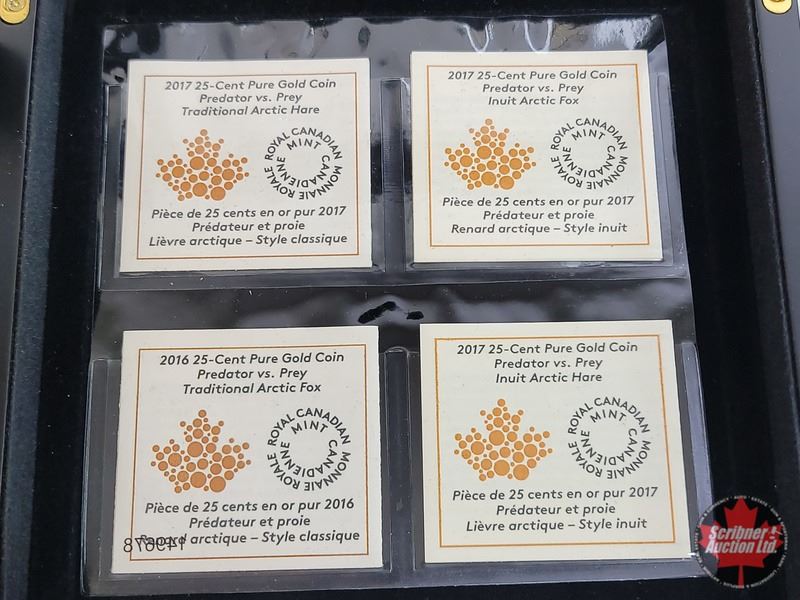 2017 25-Cent Pure Gold Coin
Predator vs. Prey
Traditional Arctic Hare
ROYAL CANADIAN MINT
MONNAIE ROYALE CANADIENNE
Pièce de 25 cents en or pur 2017
Prédateur et proie
Lièvre arctique – Style classique
2017 25-Cent Pure Gold Coin
Predator vs. Prey
Inuit Arctic Fox
ROYAL CANADIAN MINT
MONNAIE ROYALE CANADIENNE
Pièce de 25 cents en or pur 2017
Prédateur et proie
Renard arctique – Style inuit
2016 25-Cent Pure Gold Coin
Predator vs. Prey
Traditional Arctic Fox
ROYAL CANADIAN MINT
MONNAIE ROYALE CANADIENNE
Pièce de 25 cents en or pur 2016
Prédateur et proie
Renard arctique – Style classique
2017 25-Cent Pure Gold Coin
Predator vs. Prey
Inuit Arctic Hare
ROYAL CANADIAN MINT
MONNAIE ROYALE CANADIENNE
Pièce de 25 cents en or pur 2017
Prédateur et proie
Lièvre arctique – Style inuit
Scribner !
Auction Ltd.